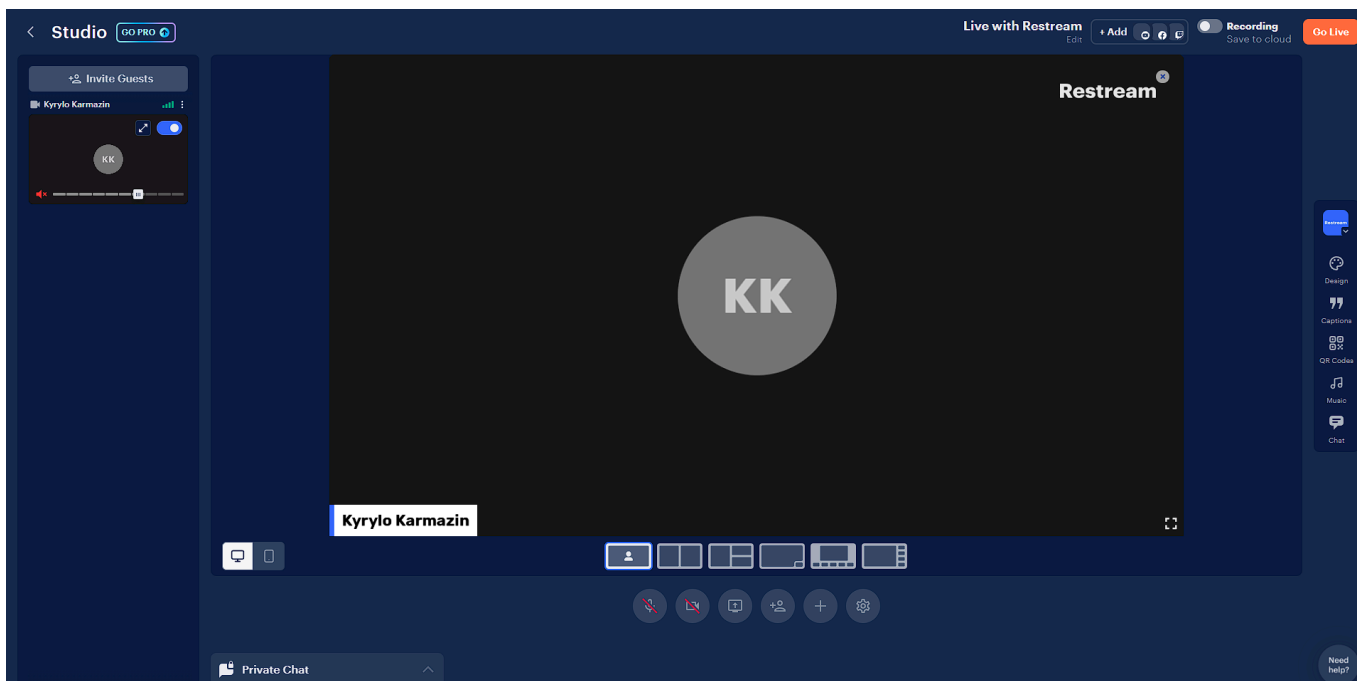 Studio
GO PRO
Live with Restream
Edit
+ Add
Recording
Save to cloud
Go Live
Invite Guests
Kyrylo Karmazin
KK
Restream
KK
Kyrylo Karmazin
Restream
Design
Captions
QR Codes
Music
Chat
Private Chat
Need
help?